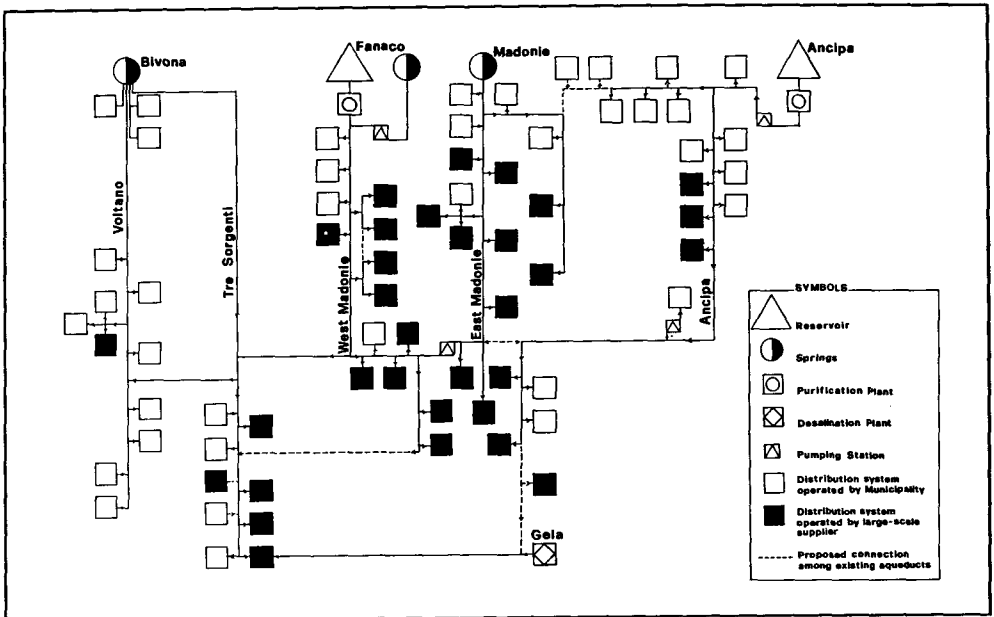 Bivona
Fanaco
Madonie
Ancipa
Voltano
Tre Sorgenti
West Madonie
East Madonie
Ancipa
Gela
SYMBOLS
Reservoir
Springs
Purification Plant
Desalination Plant
Pumping Station
Distribution system
operated by Municipality
Distribution system
operated by large-scale
supplier
Proposed connection
among existing aqueducts